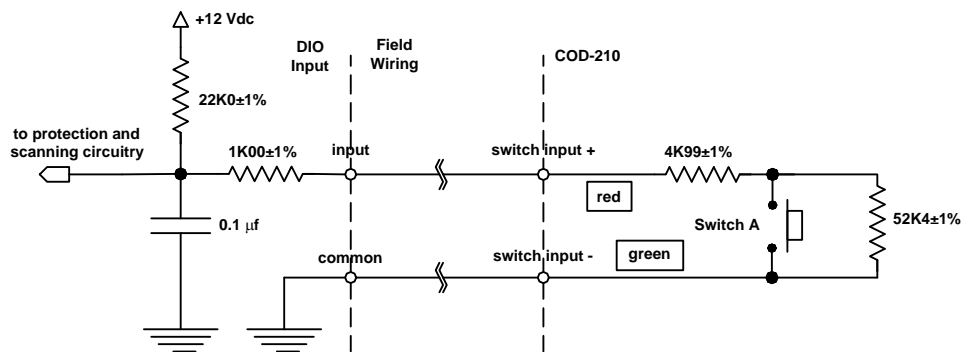 +12 Vdc
DIO
Input
Field
Wiring
COD-210
22K0±1%
to protection and
scanning circuitry
1K00±1%
input
switch input +
4K99±1%
red
0.1 µf
Switch A
52K4±1%
common
switch input -
green